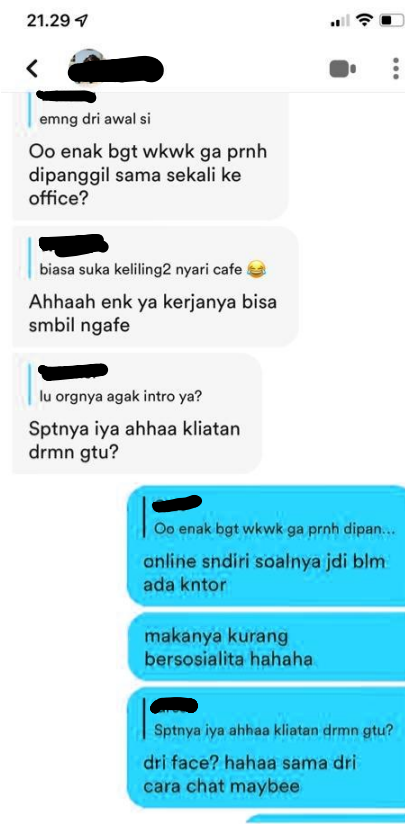 21.29
emng dri awal si
Oo enak bgt wkwk ga prnh
dipanggil sama sekali ke
office?
biasa suka keliling2 nyari cafe 😂
Ahhaah enk ya kerjanya bisa
smbil ngafe
lu orgnya agak intro ya?
Sptnya iya ahhaa kliatan
drmn gtu?
Oo enak bgt wkwk ga prnh dipan...
online sndiri soalnya jdi blm
ada kntor
makanya kurang
bersosialita hahaha
Sptnya iya ahhaa kliatan drmn gtu?
dri face? hahaa sama dri
cara chat maybee